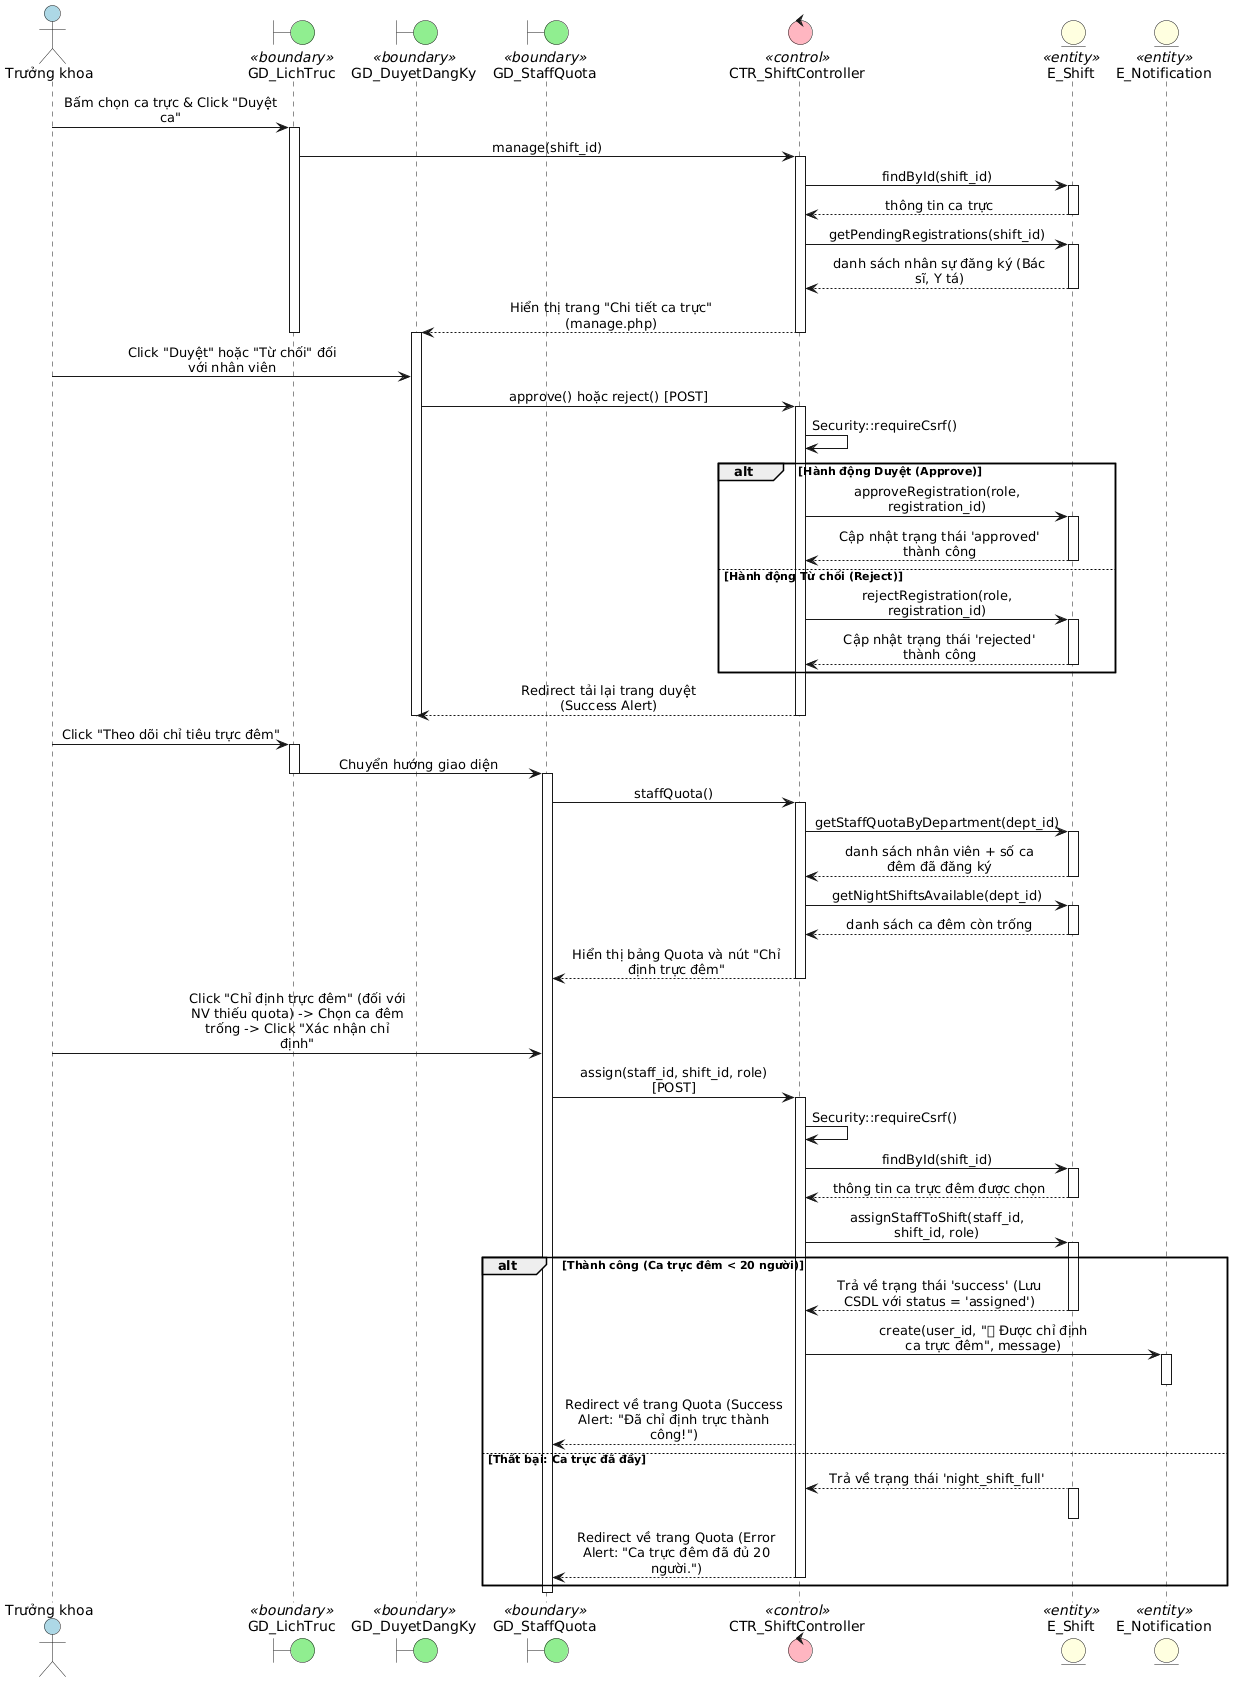 «boundary» «boundary» «boundary» «control» «entity» «entity»
Trưởng khoa GD_LichTruc GD_DuyetDangKy GD_StaffQuota CTR_ShiftController E_Shift E_Notification
Bấm chọn ca trực & Click "Duyệt
ca"
manage(shift_id)
findById(shift_id)
thông tin ca trực
getPendingRegistrations(shift_id)
danh sách nhân sự đăng ký (Bác
sĩ, Y tá)
Hiển thị trang "Chi tiết ca trực"
(manage.php)
Click "Duyệt" hoặc "Từ chối" đối
với nhân viên
approve() hoặc reject() [POST]
Security::requireCsrf()
alt [Hành động Duyệt (Approve)]
approveRegistration(role,
registration_id)
Cập nhật trạng thái 'approved'
thành công
[Hành động Từ chối (Reject)]
rejectRegistration(role,
registration_id)
Cập nhật trạng thái 'rejected'
thành công
Redirect tải lại trang duyệt
(Success Alert)
Click "Theo dõi chỉ tiêu trực đêm"
Chuyển hướng giao diện
staffQuota()
getStaffQuotaByDepartment(dept_id)
danh sách nhân viên + số ca
đêm đã đăng ký
getNightShiftsAvailable(dept_id)
danh sách ca đêm còn trống
Hiển thị bảng Quota và nút "Chỉ
định trực đêm"
Click "Chỉ định trực đêm" (đối với
NV thiếu quota) -> Chọn ca đêm
trống -> Click "Xác nhận chỉ
định"
assign(staff_id, shift_id, role)
[POST]
Security::requireCsrf()
findById(shift_id)
thông tin ca trực đêm được chọn
assignStaffToShift(staff_id,
shift_id, role)
alt [Thành công (Ca trực đêm < 20 người)]
Trả về trạng thái 'success' (Lưu
CSDL với status = 'assigned')
create(user_id, "▯ Được chỉ định
ca trực đêm", message)
Redirect về trang Quota (Success
Alert: "Đã chỉ định trực thành
công!")
[Thất bại: Ca trực đã đầy]
Trả về trạng thái 'night_shift_full'
Redirect về trang Quota (Error
Alert: "Ca trực đêm đã đủ 20
người.")
Trưởng khoa «boundary» «boundary» «boundary» «control» «entity» «entity»
GD_LichTruc GD_DuyetDangKy GD_StaffQuota CTR_ShiftController E_Shift E_Notification